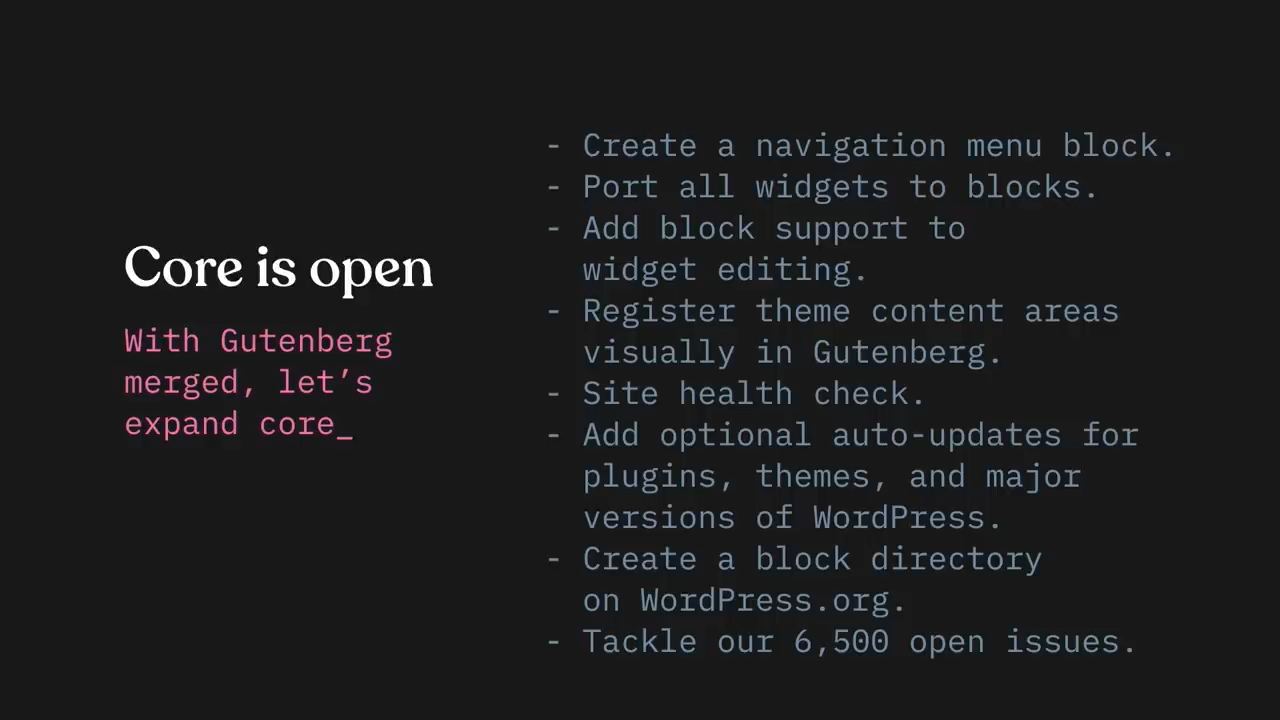 Core is open
With Gutenberg
merged, let’s
expand core_
- Create a navigation menu block.
- Port all widgets to blocks.
- Add block support to
widget editing.
- Register theme content areas
visually in Gutenberg.
- Site health check.
- Add optional auto-updates for
plugins, themes, and major
versions of WordPress.
- Create a block directory
on WordPress.org.
- Tackle our 6,500 open issues.